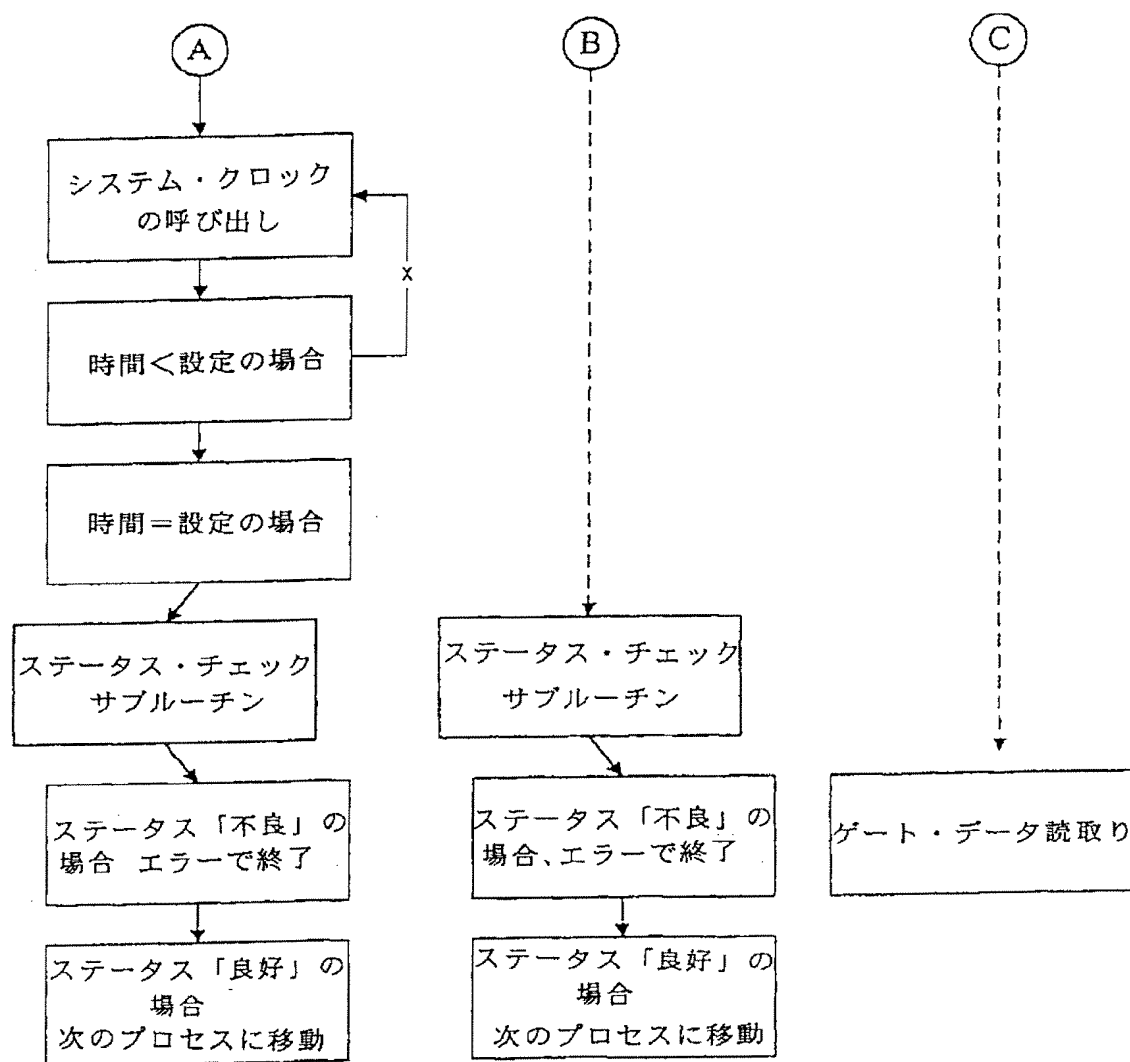 A
システム・クロック
の呼び出し
x
時間<設定の場合
時間=設定の場合
ステータス・チェック
サブルーチン
ステータス「不良」の
場合 エラーで終了
ステータス「良好」の
場合
次のプロセスに移動
B
ステータス・チェック
サブルーチン
ステータス「不良」の
場合、エラーで終了
ステータス「良好」の
場合
次のプロセスに移動
C
ゲート・データ読取り